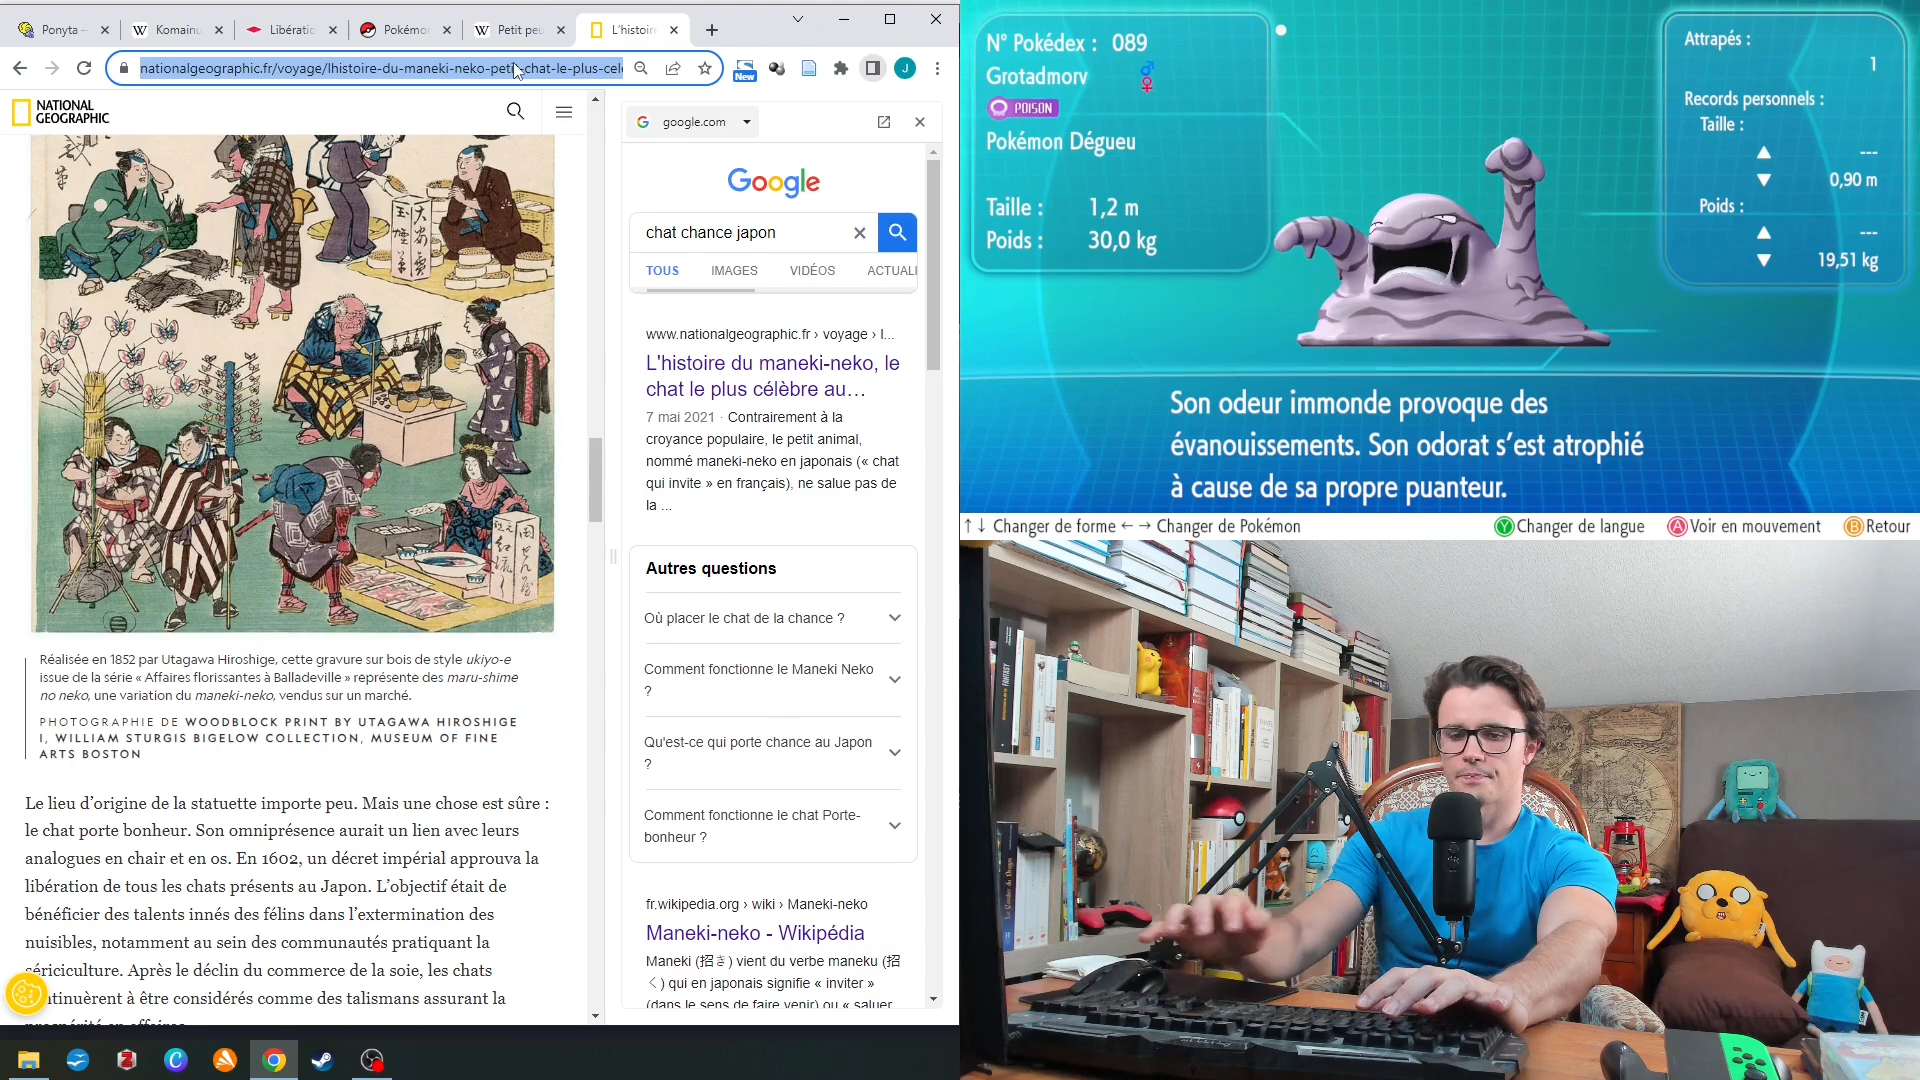 Ponyta –
Komainu
Libératio
Pokémo
Petit peu
L'histoire
nationalgeographic.fr/voyage/lhistoire-du-maneki-neko-petit-chat-le-plus-cele
New
J
NATIONAL
GEOGRAPHIC
Réalisée en 1852 par Utagawa Hiroshige, cette gravure sur bois de style ukiyo-e
issue de la série « Affaires florissantes à Balladeville » représente des maru-shime
no neko, une variation du maneki-neko, vendus sur un marché.
PHOTOGRAPHIE DE WOODBLOCK PRINT BY UTAGAWA HIROSHIGE
I, WILLIAM STURGIS BIGELOW COLLECTION, MUSEUM OF FINE
ARTS BOSTON
Le lieu d'origine de la statuette importe peu. Mais une chose est sûre :
le chat porte bonheur. Son omniprésence aurait un lien avec leurs
analogues en chair et en os. En 1602, un décret impérial approuva la
libération de tous les chats présents au Japon. L'objectif était de
bénéficier des talents innés des félins dans l'extermination des
nuisibles, notamment au sein des communautés pratiquant la
sériciculture. Après le déclin du commerce de la soie, les chats
continuèrent à être considérés comme des talismans assurant la
prospérité en affaires.
google.com
Google
chat chance japon
TOUS IMAGES VIDÉOS ACTUALI
www.nationalgeographic.fr › voyage › l...
L'histoire du maneki-neko, le
chat le plus célèbre au…
7 mai 2021 · Contrairement à la
croyance populaire, le petit animal,
nommé maneki-neko en japonais (« chat
qui invite » en français), ne salue pas de
la ...
Autres questions
Où placer le chat de la chance ?
Comment fonctionne le Maneki Neko
?
Qu'est-ce qui porte chance au Japon
?
Comment fonctionne le chat Porte-
bonheur ?
fr.wikipedia.org › wiki › Maneki-neko
Maneki-neko - Wikipédia
Maneki (招き) vient du verbe maneku (招
く) qui en japonais signifie « inviter »
(dans le sens de faire venir) ou « saluer
N° Pokédex : 089
Grotadmorv
POISON
Pokémon Dégueu
Taille : 1,2 m
Poids : 30,0 kg
Attrapés :
1
Records personnels :
Taille :
▲ ---
▼ 0,90 m
Poids :
▲ ---
▼ 19,51 kg
Son odeur immonde provoque des
évanouissements. Son odorat s'est atrophié
à cause de sa propre puanteur.
↑↓ Changer de forme ←→ Changer de Pokémon Ⓨ Changer de langue Ⓐ Voir en mouvement Ⓑ Retour